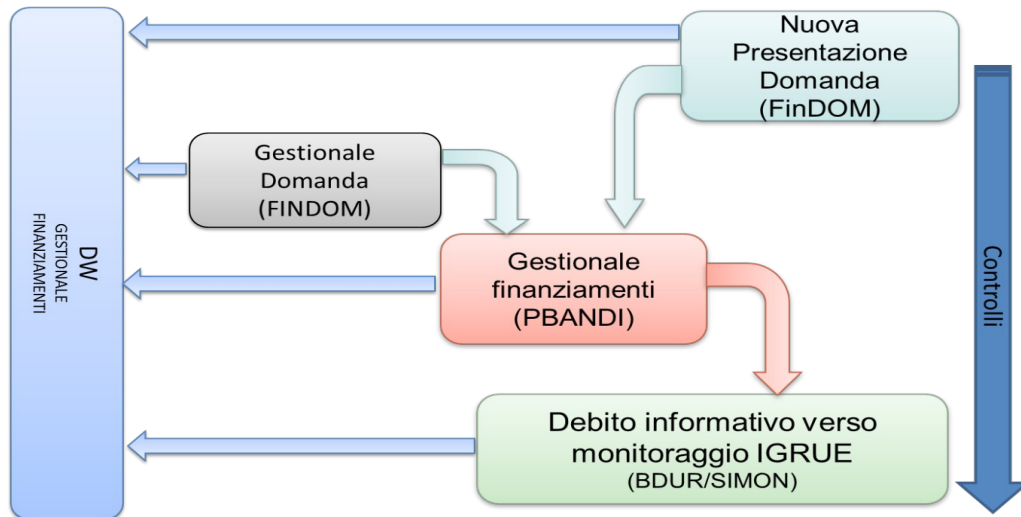 Nuova
Presentazione
Domanda
(FinDOM)
Gestionale
Domanda
(FINDOM)
Gestionale
finanziamenti
(PBANDI)
Debito informativo verso
monitoraggio IGRUE
(BDUR/SIMON)
DW
GESTIONALE
FINANZIAMENTI
Controlli